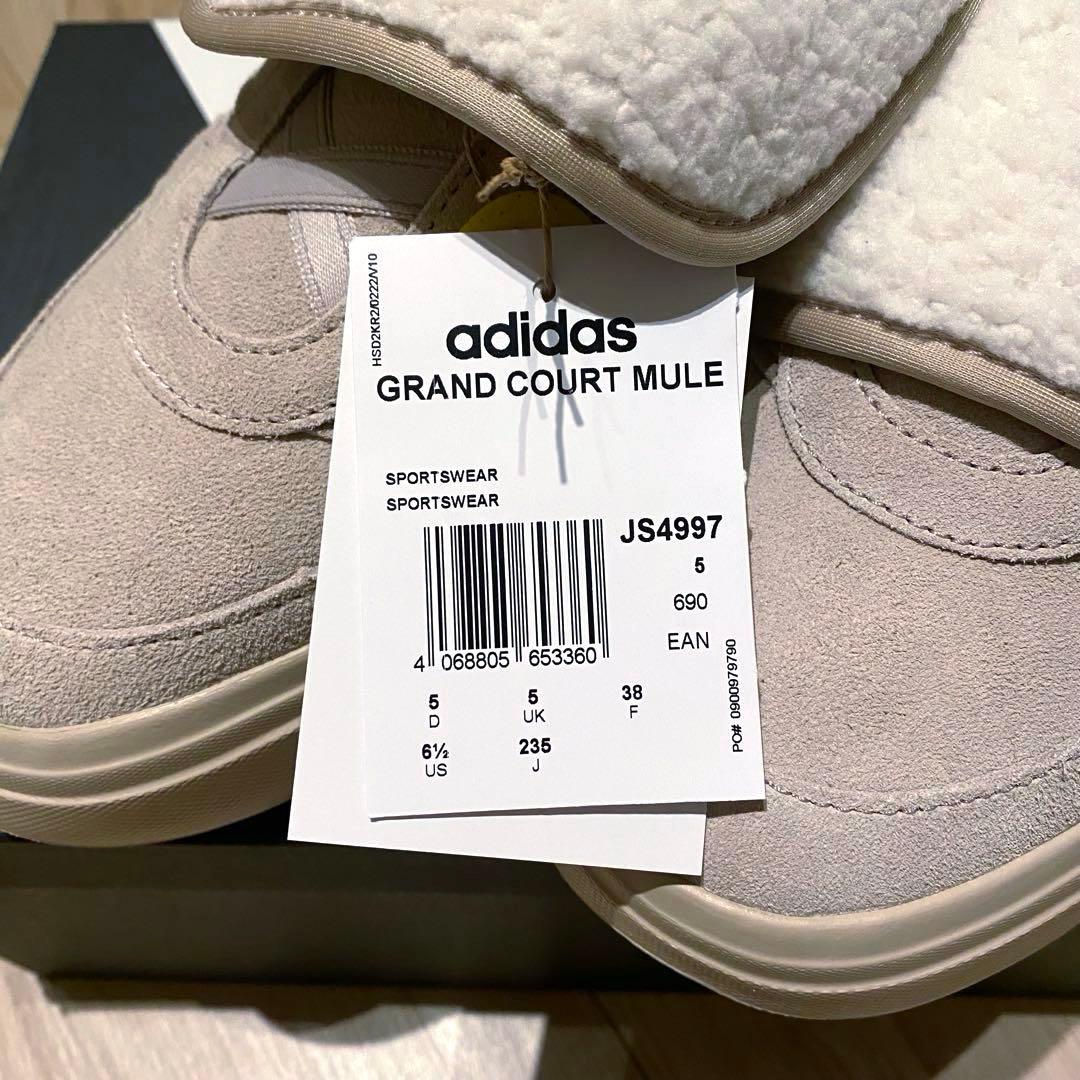 HSD2KR2/0222/V10
adidas
GRAND COURT MULE
SPORTSWEAR
SPORTSWEAR
JS4997
5
690
EAN
4 068805 653360
5 5 38
D UK F
6½ 235
US J
PO# 0900979790